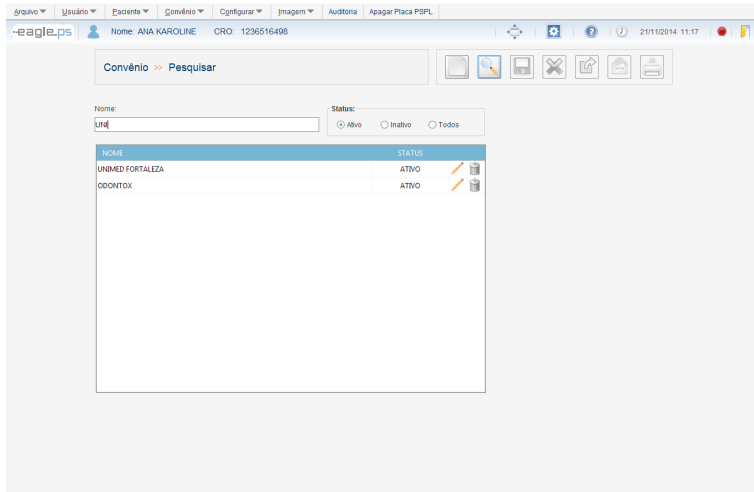 Arquivo Usuário Paciente Convênio Configurar Imagem Auditoria Apagar Placa PSPL
eagle.ps Nome: ANA KAROLINE CRO: 1236516498 21/11/2014 11:17
Convênio >> Pesquisar
Nome: Status:
UNI Ativo Inativo Todos
NOME STATUS
UNIMED FORTALEZA ATIVO
ODONTOX ATIVO